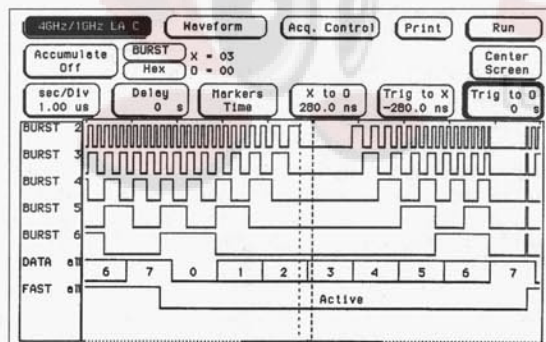 4GHz/1GHz LA C Waveform Acq. Control Print Run
Accumulate Off BURST Hex X = 03 O = 00 Center Screen
sec/Div 1.00 us Delay 0 s Markers Time X to O 280.0 ns Trig to X -280.0 ns Trig to O 0 s
BURST 2
BURST 3
BURST 4
BURST 5
BURST 6
DATA all 6 7 0 1 2 3 4 5 6 7
FAST all Active